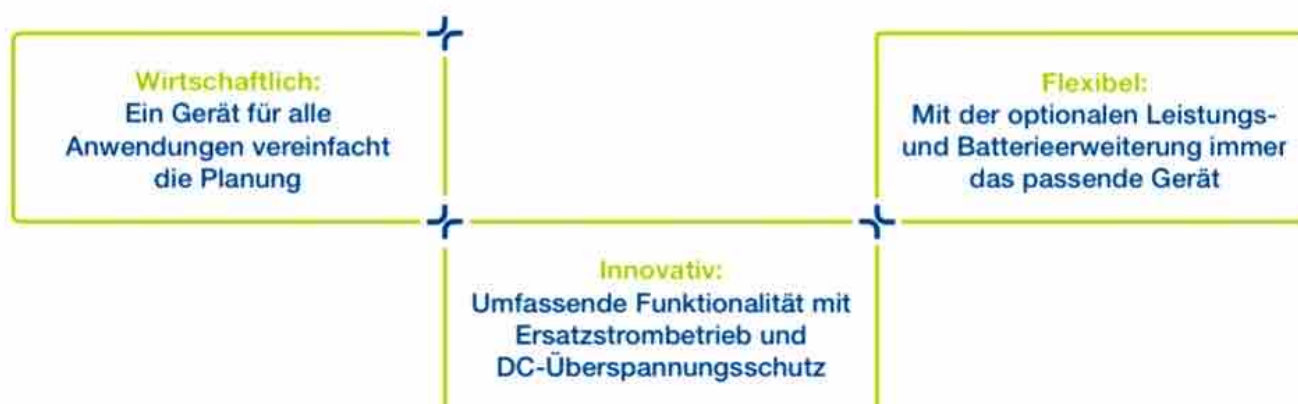 Wirtschaftlich:
Ein Gerät für alle
Anwendungen vereinfacht
die Planung
Flexibel:
Mit der optionalen Leistungs-
und Batterieerweiterung immer
das passende Gerät
Innovativ:
Umfassende Funktionalität mit
Ersatzstrombetrieb und
DC-Überspannungsschutz